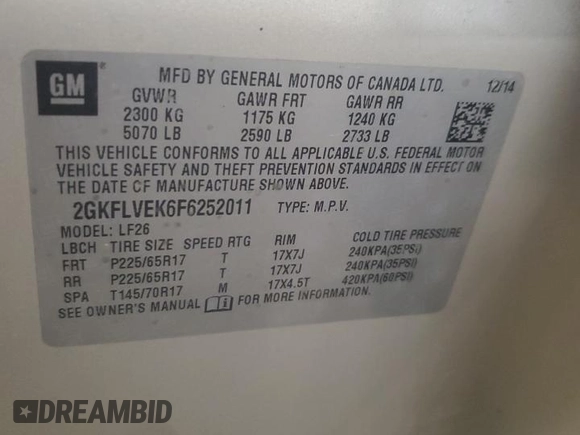 GM
MFD BY GENERAL MOTORS OF CANADA LTD. 12/14
GVWR GAWR FRT GAWR RR
2300 KG 1175 KG 1240 KG
5070 LB 2590 LB 2733 LB
THIS VEHICLE CONFORMS TO ALL APPLICABLE U.S. FEDERAL MOTOR
VEHICLE SAFETY AND THEFT PREVENTION STANDARDS IN EFFECT ON
THE DATE OF MANUFACTURE SHOWN ABOVE.
2GKFLVEK6F6252011 TYPE: M.P.V.
MODEL: LF26
LBCH TIRE SIZE SPEED RTG RIM COLD TIRE PRESSURE
FRT P225/65R17 T 17X7J 240KPA(35PSI)
RR P225/65R17 T 17X7J 240KPA(35PSI)
SPA T145/70R17 M 17X4.5T 420KPA(60PSI)
SEE OWNER'S MANUAL FOR MORE INFORMATION.
DREAMBID